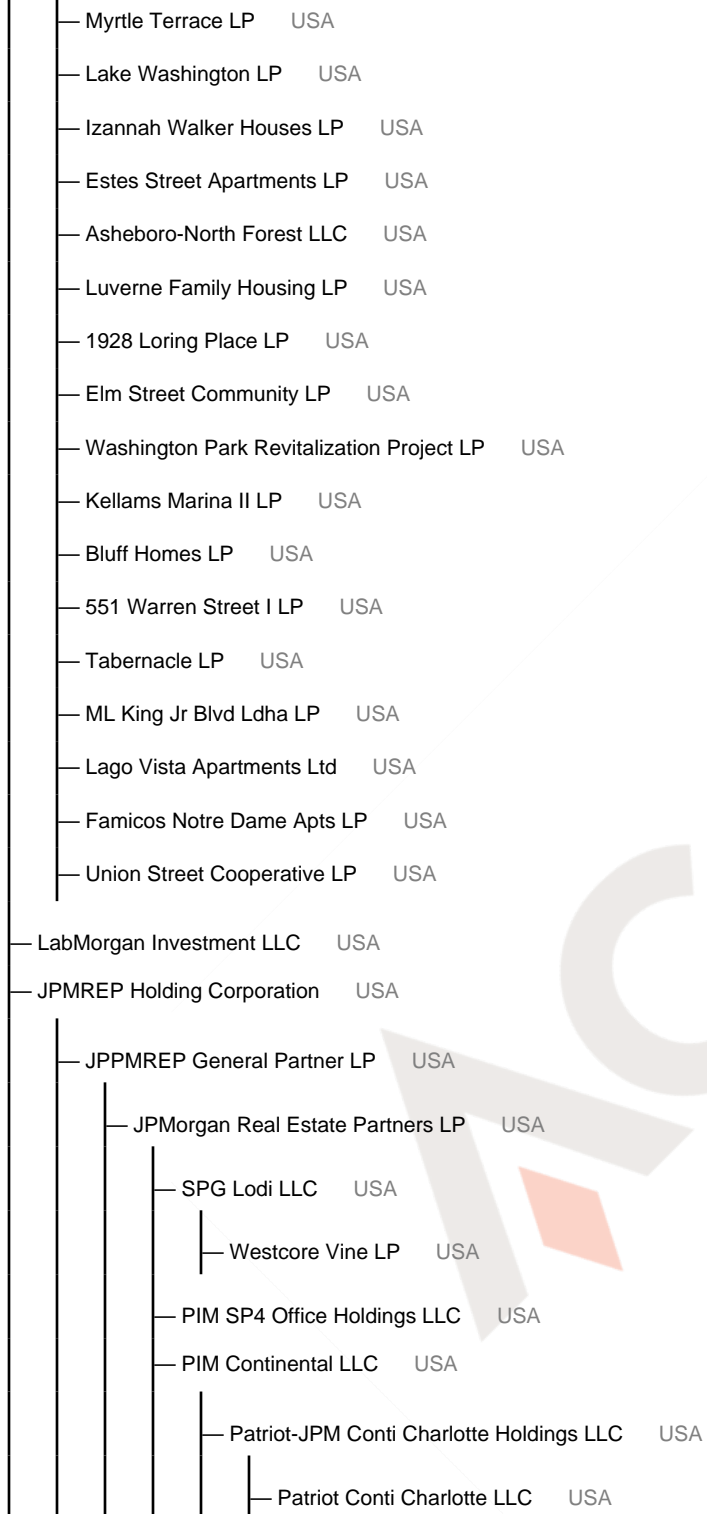 Myrtle Terrace LP USA
Lake Washington LP USA
Izannah Walker Houses LP USA
Estes Street Apartments LP USA
Asheboro-North Forest LLC USA
Luverne Family Housing LP USA
1928 Loring Place LP USA
Elm Street Community LP USA
Washington Park Revitalization Project LP USA
Kellams Marina II LP USA
Bluff Homes LP USA
551 Warren Street I LP USA
Tabernacle LP USA
ML King Jr Blvd Ldha LP USA
Lago Vista Apartments Ltd USA
Famicos Notre Dame Apts LP USA
Union Street Cooperative LP USA
LabMorgan Investment LLC USA
JPMREP Holding Corporation USA
JPPMREP General Partner LP USA
JPMorgan Real Estate Partners LP USA
SPG Lodi LLC USA
Westcore Vine LP USA
PIM SP4 Office Holdings LLC USA
PIM Continental LLC USA
Patriot-JPM Conti Charlotte Holdings LLC USA
Patriot Conti Charlotte LLC USA